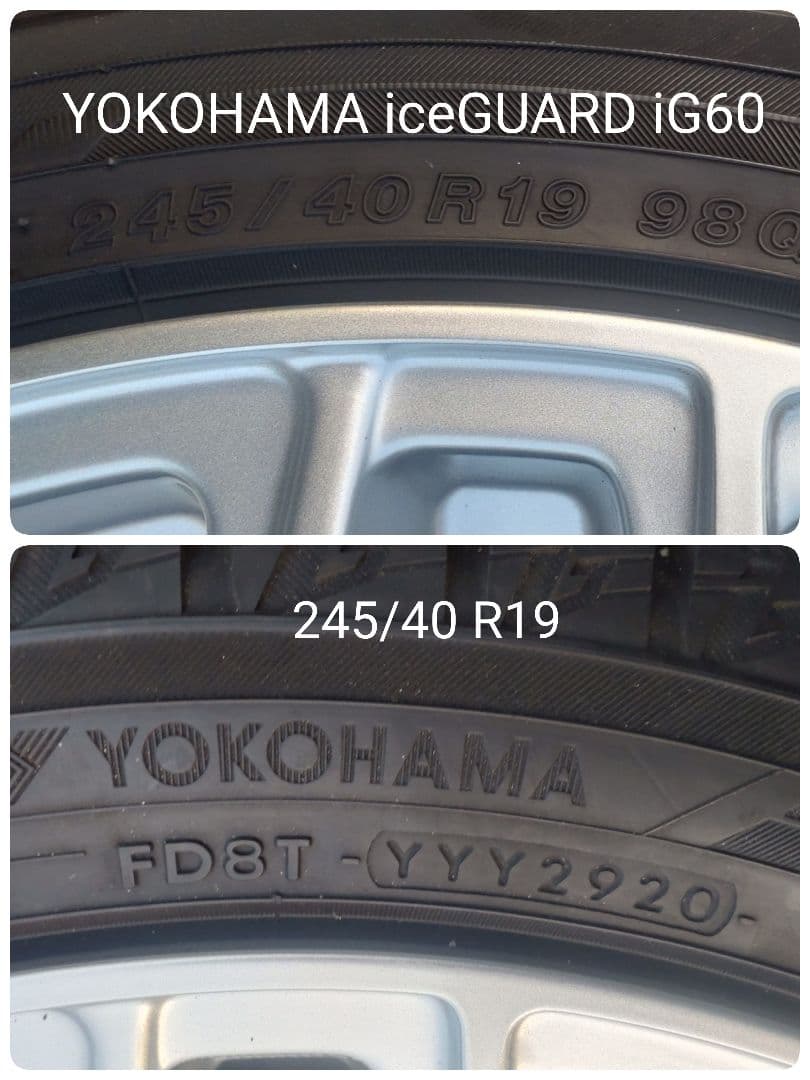 YOKOHAMA iceGUARD iG60
245/40R19 98Q
245/40 R19
YOKOHAMA
FD8T -YYY2920-